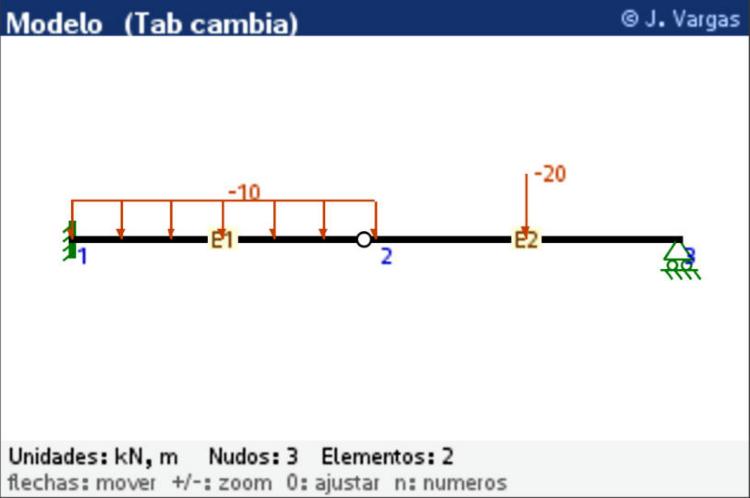 Modelo (Tab cambia)
© J. Vargas
-20
-10
E1
E2
1
2
3
Unidades: kN, m Nudos: 3 Elementos: 2
flechas: mover +/-: zoom 0: ajustar n: numeros